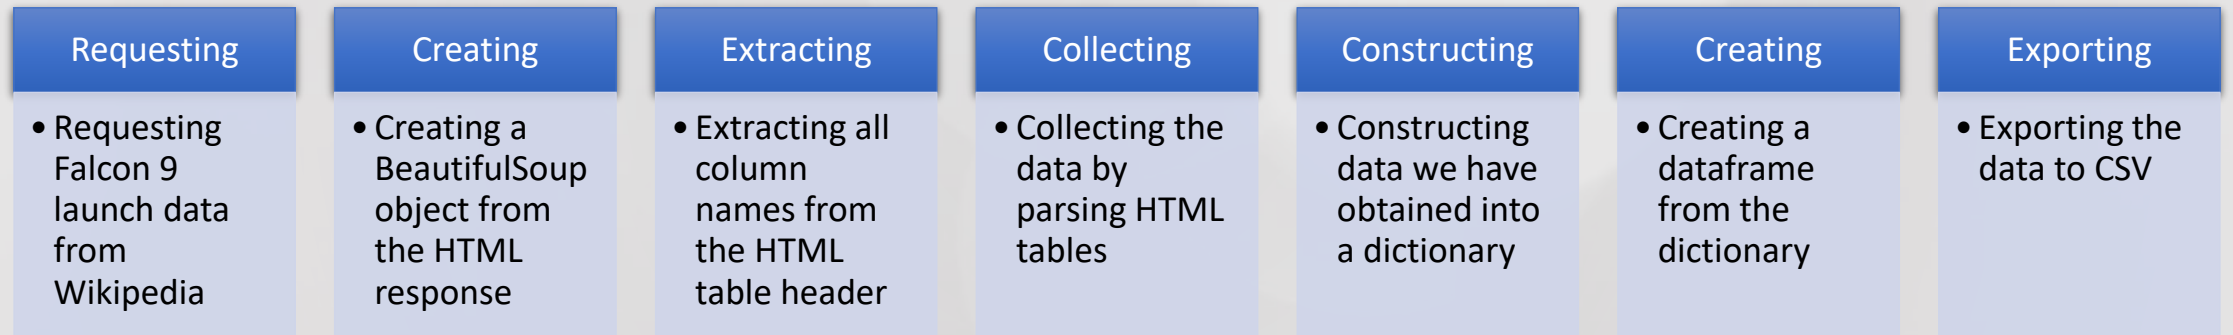 Requesting
• Requesting
Falcon 9
launch data
from
Wikipedia
Creating
• Creating a
BeautifulSoup
object from
the HTML
response
Extracting
• Extracting all
column
names from
the HTML
table header
Collecting
• Collecting the
data by
parsing HTML
tables
Constructing
• Constructing
data we have
obtained into
a dictionary
Creating
• Creating a
dataframe
from the
dictionary
Exporting
• Exporting the
data to CSV